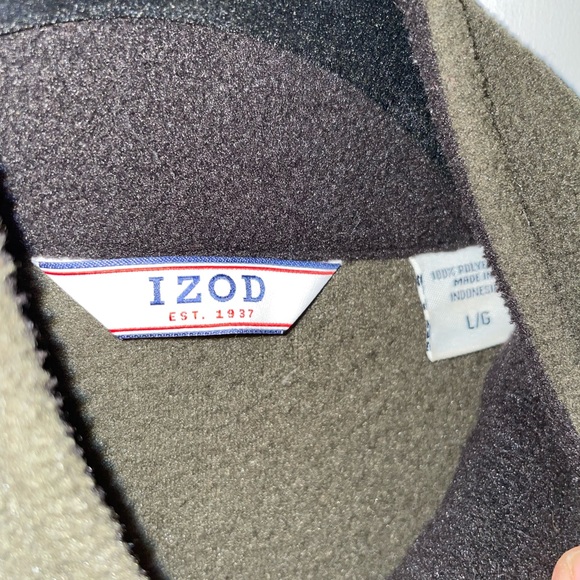 IZOD
EST. 1937
100% POLYE
MADE IN
INDONESI
L/G